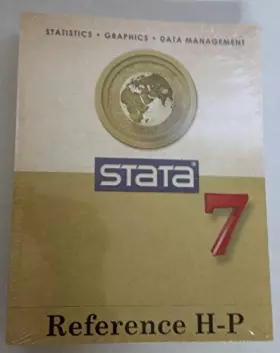 STATISTICS • GRAPHICS • DATA MANAGEMENT
STATA®
7
Reference H-P